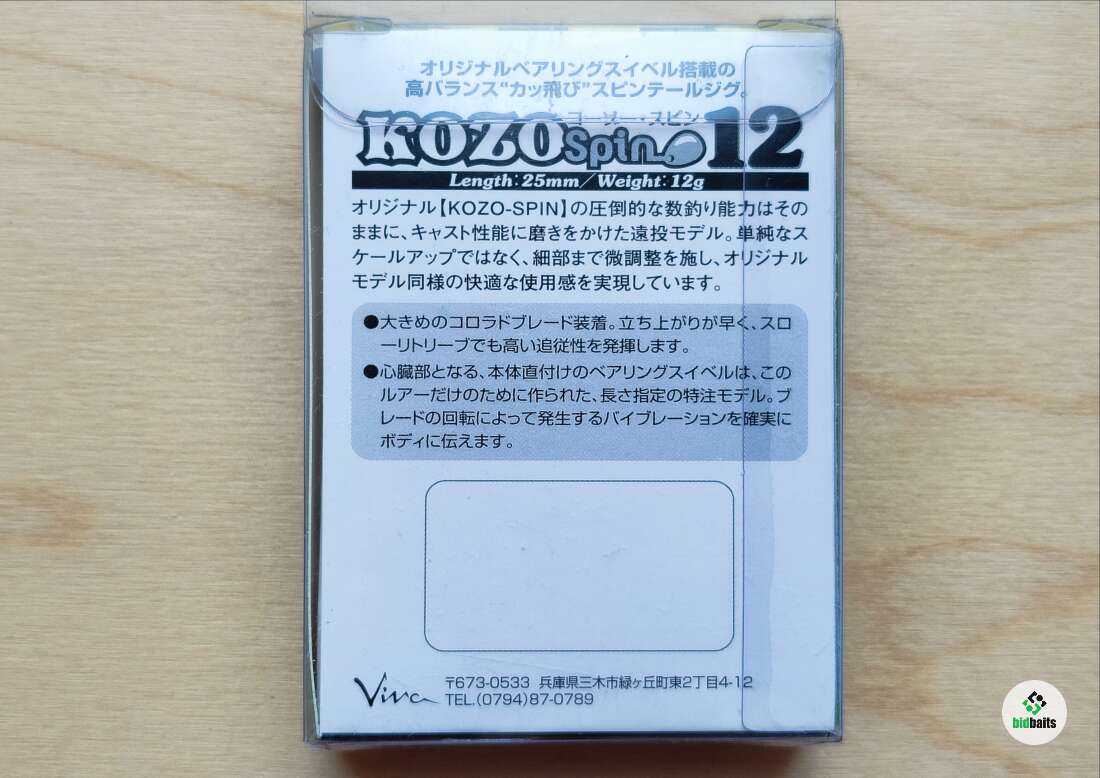 オリジナルベアリングスイベル搭載の
高バランス“カッ飛び”スピンテールジグ。
コーゾー・スピン
KOZO Spin 12
Length:25mm/Weight:12g
オリジナル【KOZO-SPIN】の圧倒的な数釣り能力はその
ままに、キャスト性能に磨きをかけた遠投モデル。単純なス
ケールアップではなく、細部まで微調整を施し、オリジナル
モデル同様の快適な使用感を実現しています。
●大きめのコロラドブレード装着。立ち上がりが早く、スロ
ーリトリーブでも高い追従性を発揮します。
●心臓部となる、本体直付けのベアリングスイベルは、この
ルアーだけのために作られた、長さ指定の特注モデル。ブ
レードの回転によって発生するバイブレーションを確実に
ボディに伝えます。
Viva
〒673-0533 兵庫県三木市緑ヶ丘町東2丁目4-12
TEL.(0794)87-0789
bidbaits